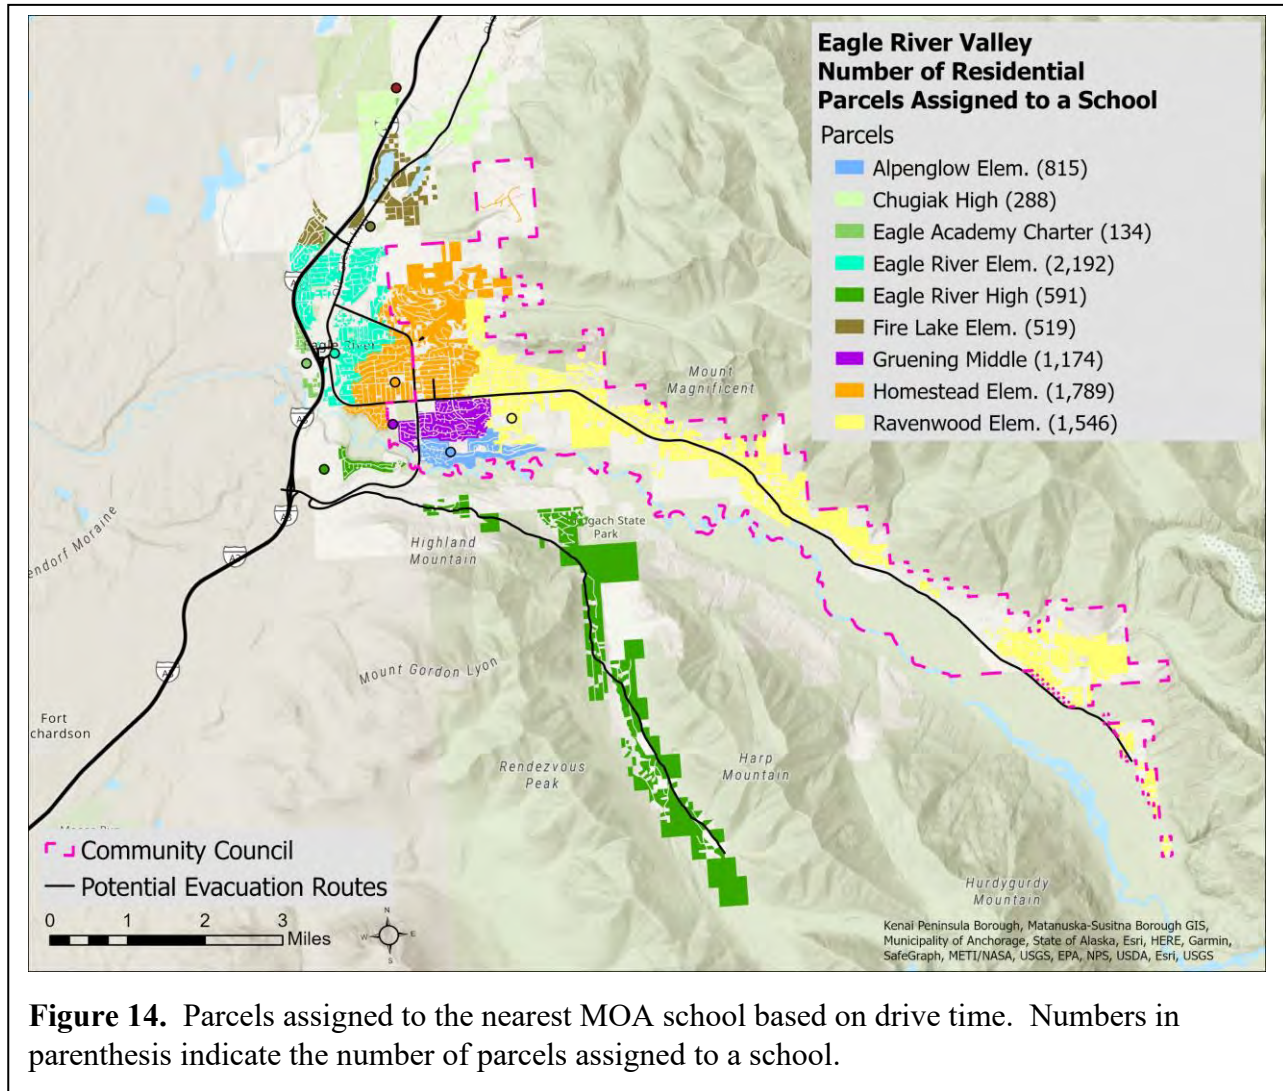 Eagle River Valley
Number of Residential
Parcels Assigned to a School
Parcels
Alpenglow Elem. (815)
Chugiak High (288)
Eagle Academy Charter (134)
Eagle River Elem. (2,192)
Eagle River High (591)
Fire Lake Elem. (519)
Gruening Middle (1,174)
Homestead Elem. (1,789)
Ravenwood Elem. (1,546)
Mount
Magnificent
River
State
Park
Highland
Mountain
Moraine
Mount Gordon Lyon
Fort
Rendezvous
Peak
Harp
Mountain
Hurdygurdy
Mountain
Community Council
Potential Evacuation Routes
0 1 2 3
Miles
N
W E
S
Kenai Peninsula Borough, Matanuska-Susitna Borough GIS,
Municipality of Anchorage, State of Alaska, Esri, HERE, Garmin,
SafeGraph, METI/NASA, USGS, EPA, NPS, USDA, Esri, USGS
Figure 14. Parcels assigned to the nearest MOA school based on drive time. Numbers in
parenthesis indicate the number of parcels assigned to a school.